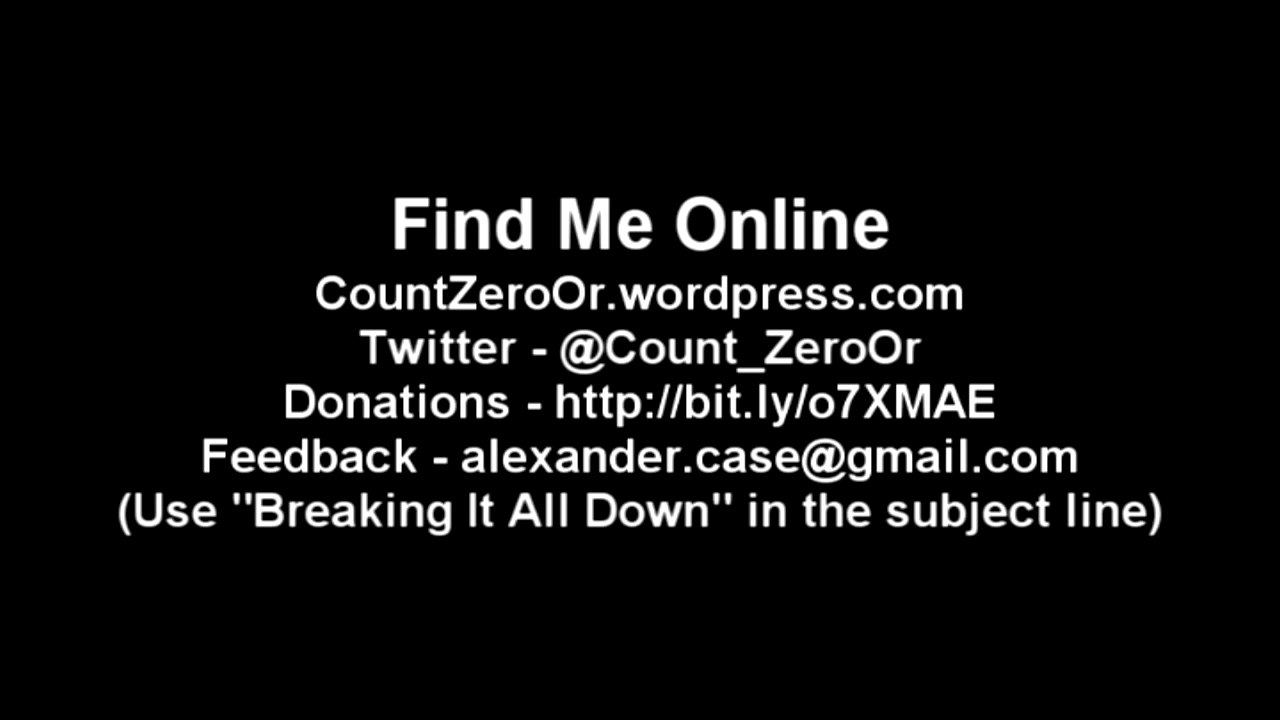 Find Me Online
CountZeroOr.wordpress.com
Twitter - @Count_ZeroOr
Donations - http://bit.ly/o7XMAE
Feedback - alexander.case@gmail.com
(Use "Breaking It All Down" in the subject line)